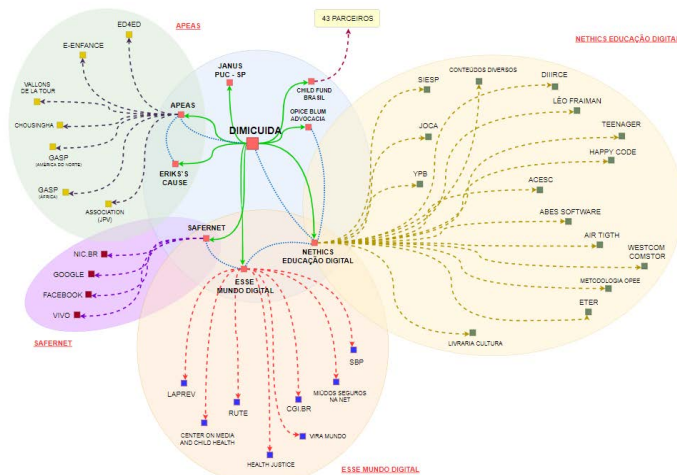 43 PARCEIROS
ED4ED
APEAS
E-ENFANCE
NETHICS EDUCAÇÃO DIGITAL
JANUS
PUC - SP
CHILD FUND
BRASIL
VALLONS
DE LA TOUR
APEAS
OPICE BLUM
ADVOCACIA
CHOUSINGHA
DIMICUIDA
GASP
(AMÉRICA DO NORTE)
ERIKS'S
CAUSE
GASP
(AFRICA)
ASSOCIATION
(JPV)
SIESP
CONTEÚDOS DIVERSOS
DIIIRCE
LÉO FRAIMAN
JOCA
TEENAGER
HAPPY CODE
YPB
ACESC
ABES SOFTWARE
AIR TIGTH
WESTCOM
COMSTOR
METODOLOGIA OPEE
ETER
LIVRARIA CULTURA
SAFERNET
NETHICS
EDUCAÇÃO DIGITAL
NIC.BR
GOOGLE
FACEBOOK
VIVO
SAFERNET
ESSE
MUNDO DIGITAL
SBP
LAPREV
RUTE
CGI.BR
MIÚDOS SEGUROS
NA NET
CENTER ON MEDIA
AND CHILD HEALTH
VIRA MUNDO
HEALTH JUSTICE
ESSE MUNDO DIGITAL